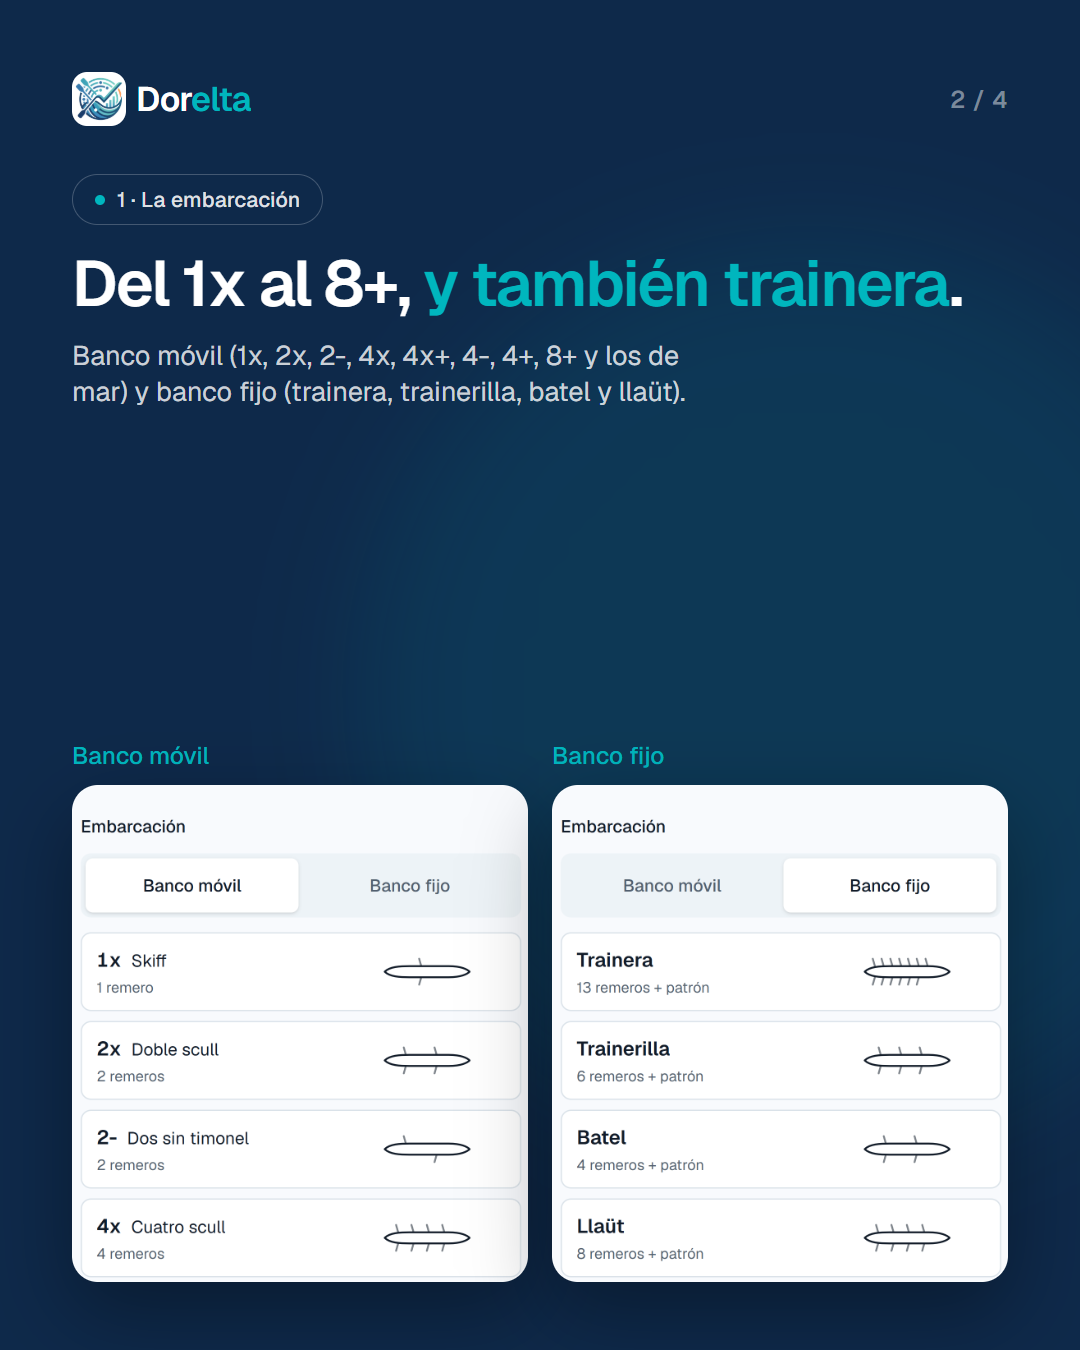 Dorelta
2 / 4
1 · La embarcación
Del 1x al 8+, y también trainera.
Banco móvil (1x, 2x, 2-, 4x, 4x+, 4-, 4+, 8+ y los de
mar) y banco fijo (trainera, trainerilla, batel y llaüt).
Banco móvil
Embarcación
Banco móvil
Banco fijo
1x Skiff
1 remero
2x Doble scull
2 remeros
2- Dos sin timonel
2 remeros
4x Cuatro scull
4 remeros
Banco fijo
Embarcación
Banco móvil
Banco fijo
Trainera
13 remeros + patrón
Trainerilla
6 remeros + patrón
Batel
4 remeros + patrón
Llaüt
8 remeros + patrón